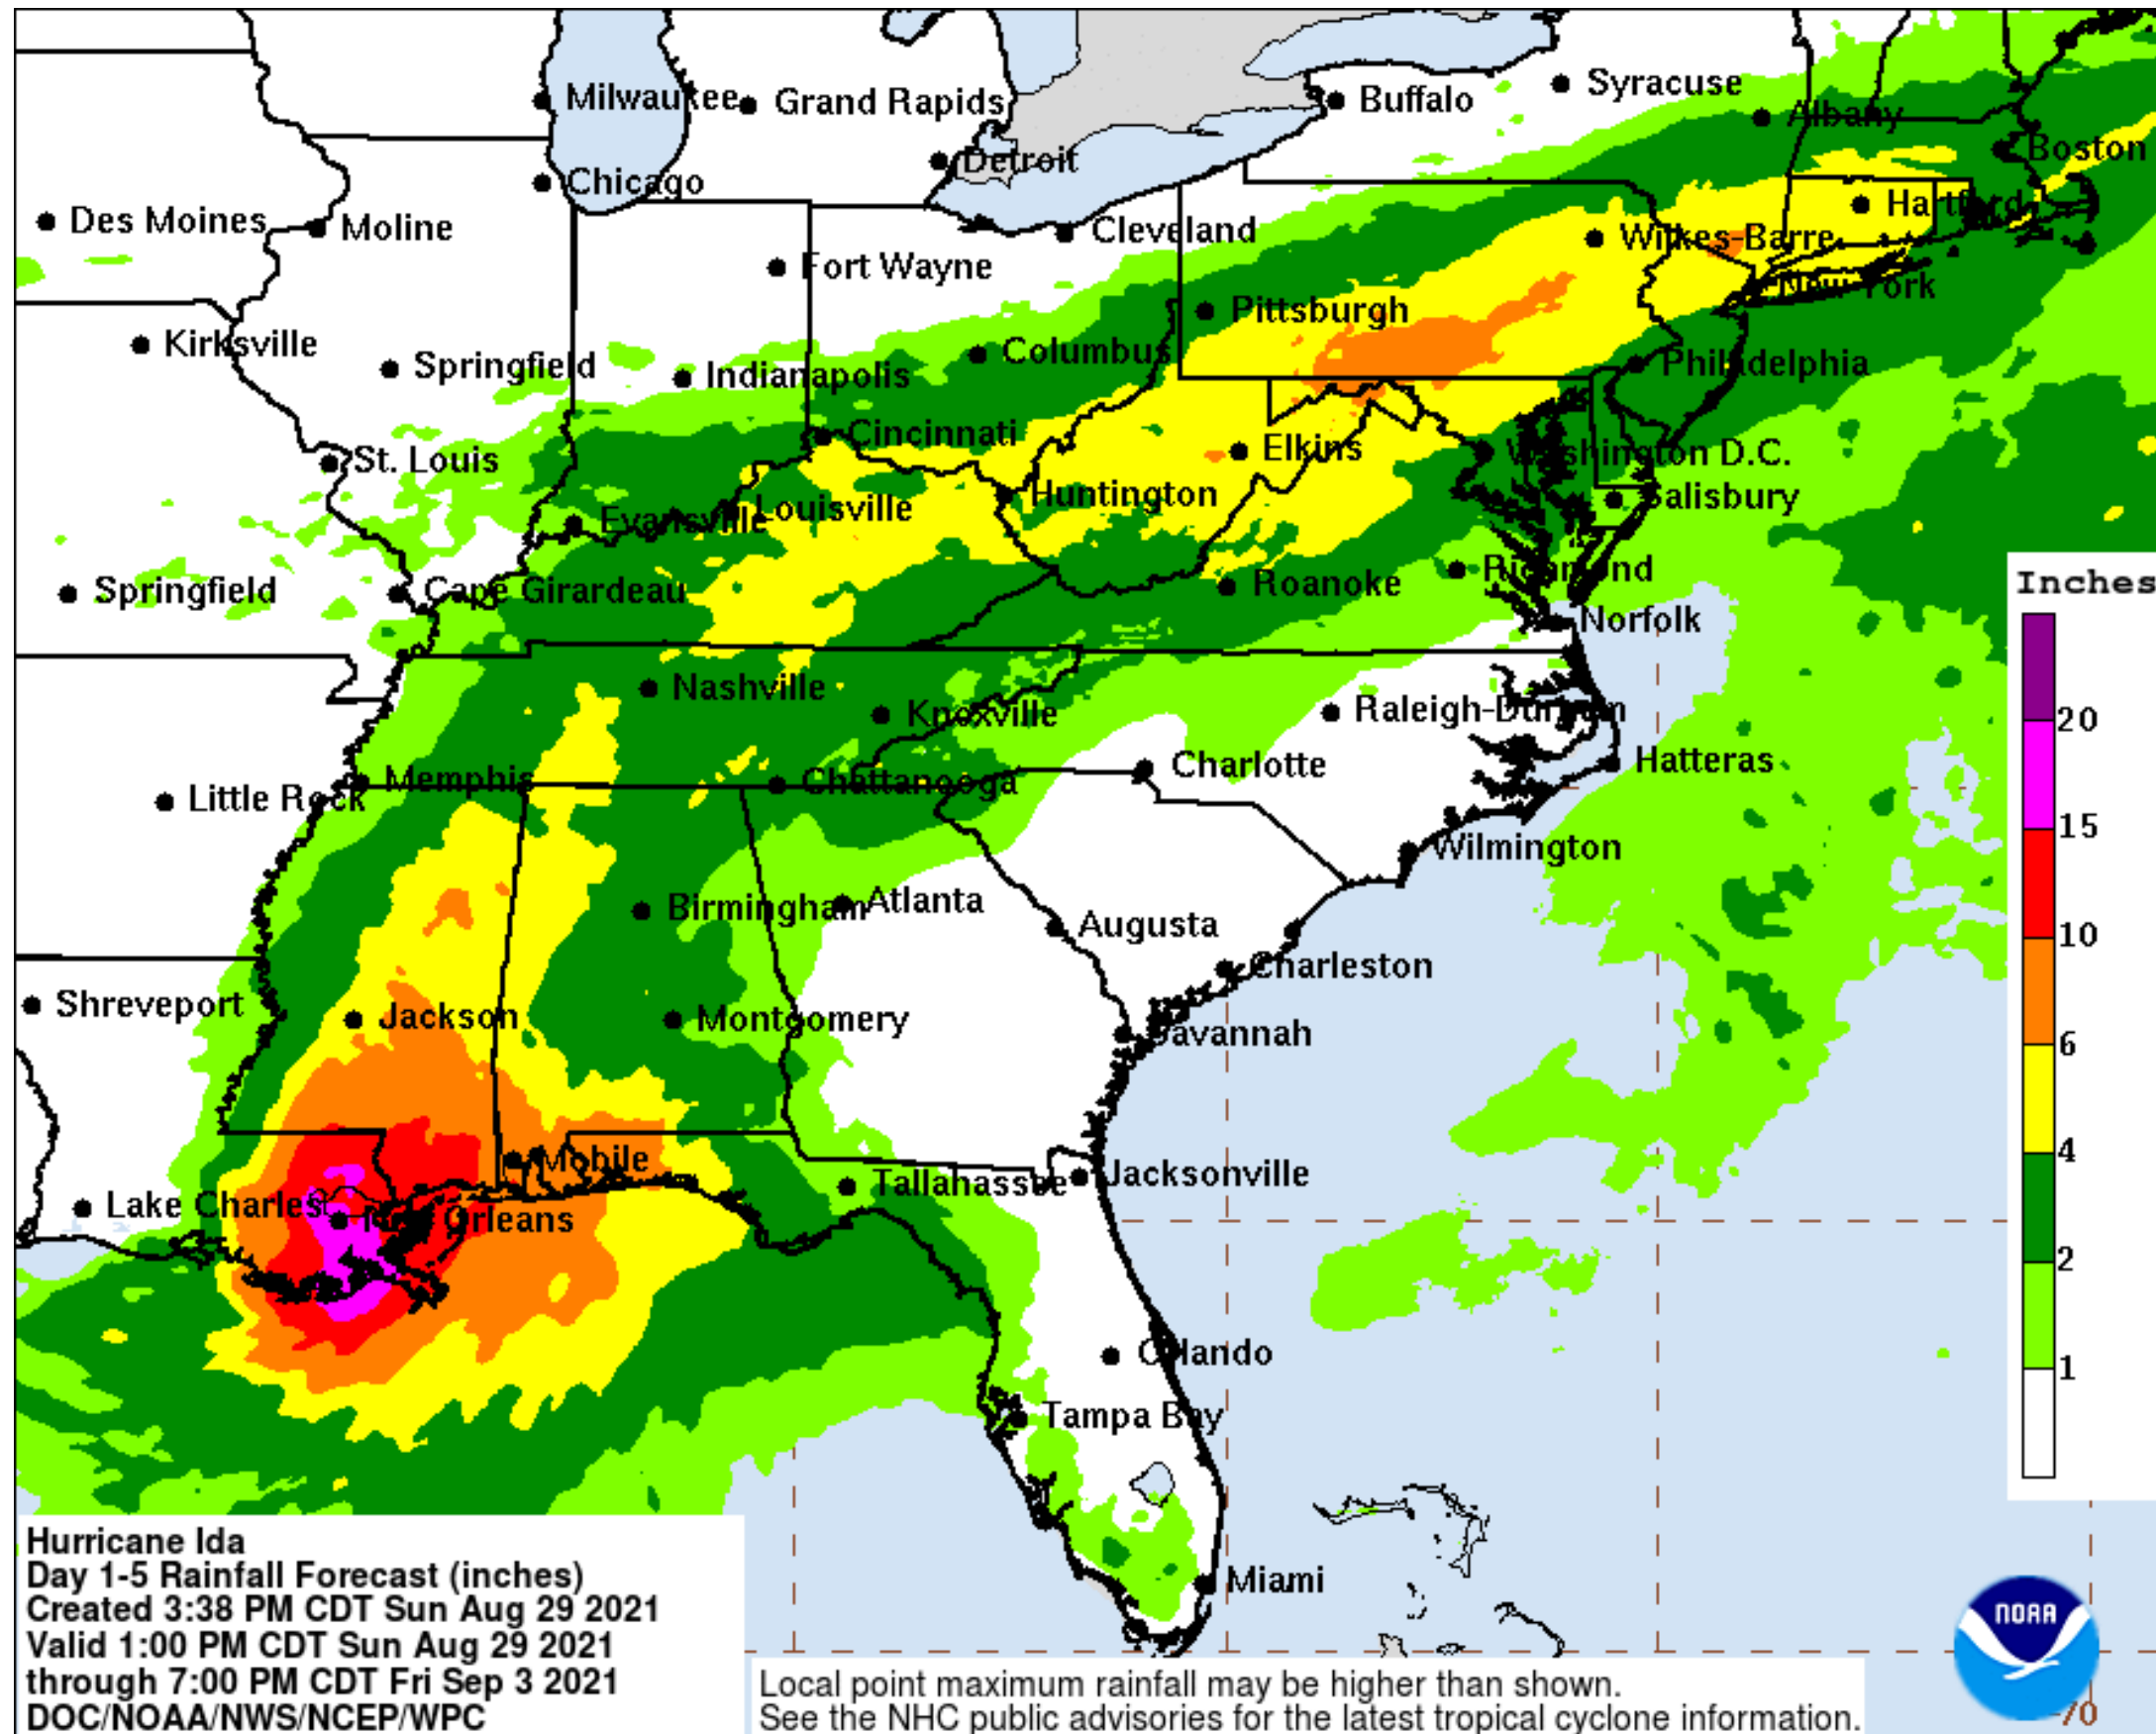 Milwaukee
Grand Rapids
Buffalo
Syracuse
Albany
Boston
Detroit
Chicago
Des Moines
Moline
Cleveland
Hartford
Wilkes-Barre
Fort Wayne
New York
Pittsburgh
Kirksville
Springfield
Columbus
Indianapolis
Philadelphia
Cincinnati
Elkins
Washington D.C.
St. Louis
Huntington
Salisbury
Louisville
Evansville
Springfield
Cape Girardeau
Roanoke
Richmond
Norfolk
Nashville
Knoxville
Raleigh-Durham
Hatteras
Charlotte
Little Rock
Memphis
Chattanooga
Wilmington
Birmingham
Atlanta
Augusta
Charleston
Shreveport
Jackson
Montgomery
Savannah
Mobile
Tallahassee
Jacksonville
Lake Charles
New Orleans
Orlando
Tampa Bay
Miami
Inches
20
15
10
6
4
2
1
Hurricane Ida
Day 1-5 Rainfall Forecast (inches)
Created 3:38 PM CDT Sun Aug 29 2021
Valid 1:00 PM CDT Sun Aug 29 2021
through 7:00 PM CDT Fri Sep 3 2021
DOC/NOAA/NWS/NCEP/WPC
Local point maximum rainfall may be higher than shown.
See the NHC public advisories for the latest tropical cyclone information.
NOAA
-70